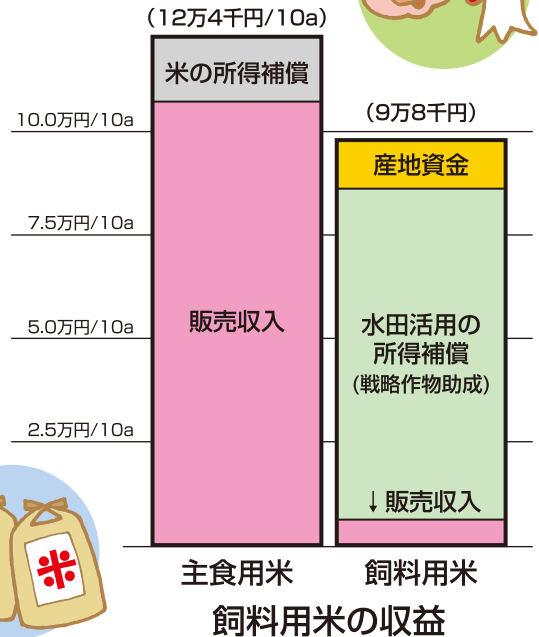 (12万4千円/10a)
米の所得補償
10.0万円/10a
(9万8千円)
産地資金
7.5万円/10a
販売収入
5.0万円/10a
水田活用の
所得補償
(戦略作物助成)
2.5万円/10a
↓販売収入
米
主食用米
飼料用米
飼料用米の収益